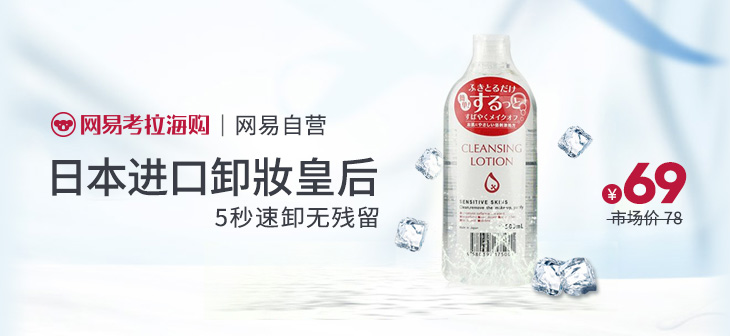 网易考拉海购 | 网易自营
日本进口卸妝皇后
5秒速卸无残留
ふきとるだけ
するっと
すばやくメイクオフ
CLEANSING
LOTION
SENSITIVE SKINS
500mL
¥69
市场价 78